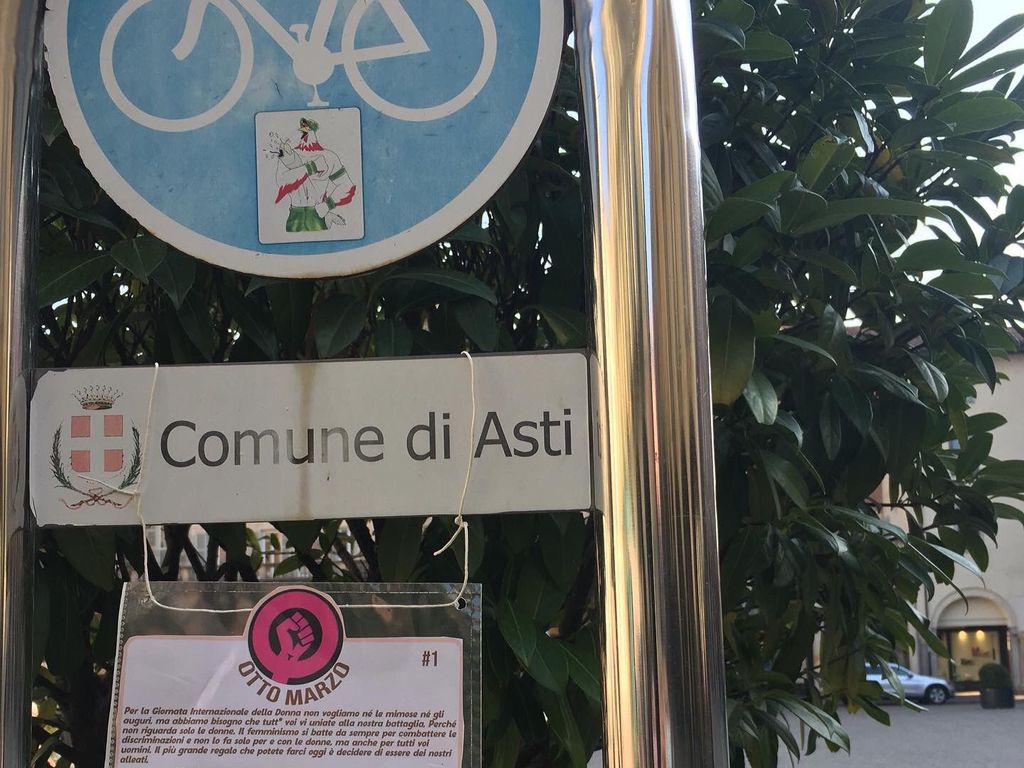 Comune di Asti
OTTO MARZO
#1
Per la Giornata Internazionale della Donna non vogliamo né le mimose né gli
auguri, ma abbiamo bisogno che tutt* voi vi uniate alla nostra battaglia. Perché
non riguarda solo le donne. Il femminismo si batte da sempre per combattere le
discriminazioni e non lo fa solo per e con le donne, ma anche per tutti voi
uomini. Il più grande regalo che potete farci oggi è decidere di essere dei nostri
alleati.